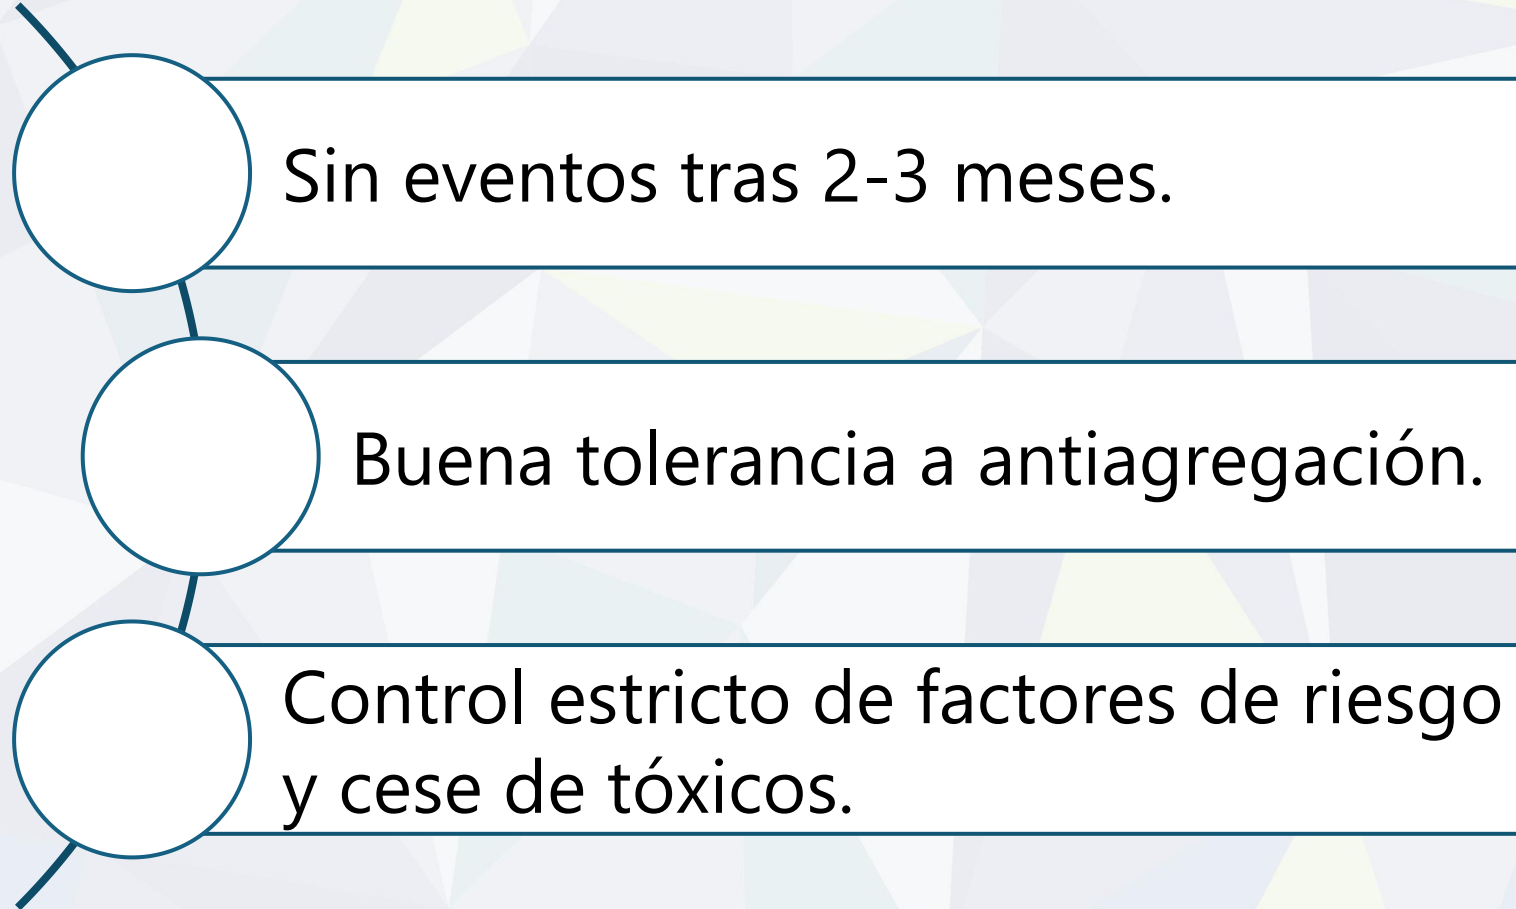 Sin eventos tras 2-3 meses.
Buena tolerancia a antiagregación.
Control estricto de factores de riesgo
y cese de tóxicos.